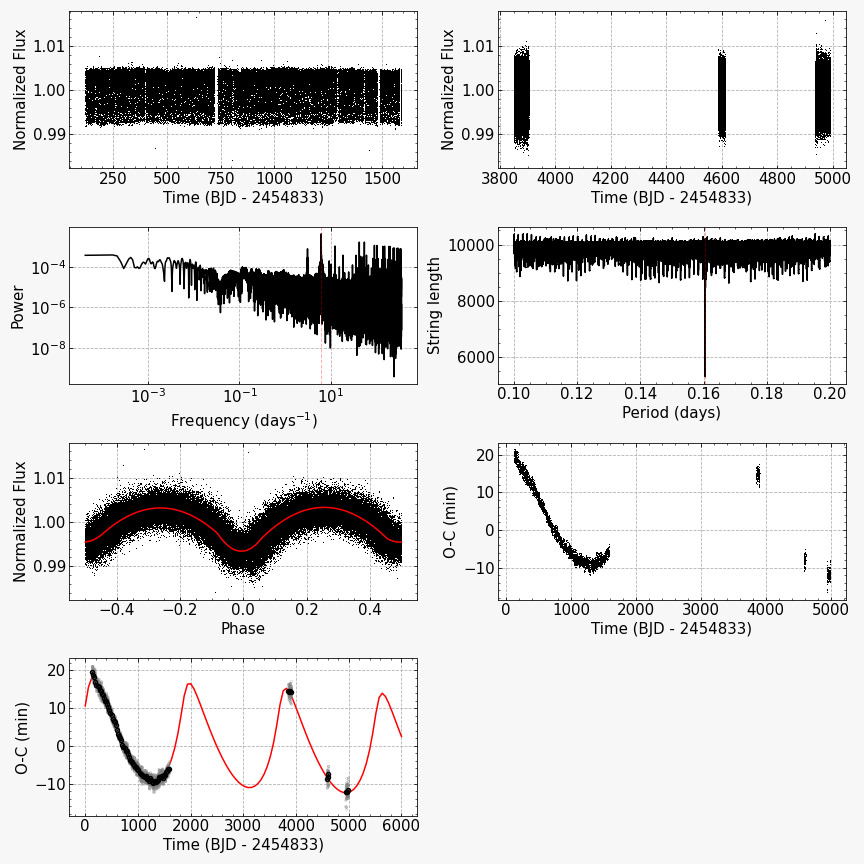 Normalized Flux
1.01
1.00
0.99
250 500 750 1000 1250 1500
Time (BJD - 2454833)
Normalized Flux
1.01
1.00
0.99
3800 4000 4200 4400 4600 4800 5000
Time (BJD - 2454833)
Power
10⁻⁴
10⁻⁶
10⁻⁸
10⁻³ 10⁻¹ 10¹
Frequency (days⁻¹)
String length
10000
8000
6000
0.10 0.12 0.14 0.16 0.18 0.20
Period (days)
Normalized Flux
1.01
1.00
0.99
−0.4 −0.2 0.0 0.2 0.4
Phase
O-C (min)
20
10
0
−10
0 1000 2000 3000 4000 5000
Time (BJD - 2454833)
O-C (min)
20
10
0
−10
0 1000 2000 3000 4000 5000 6000
Time (BJD - 2454833)